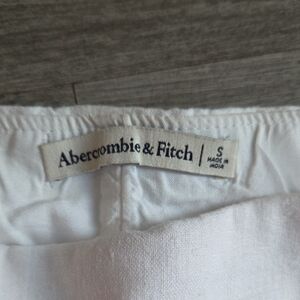 Abercrombie & Fitch
S
MADE IN
INDIA